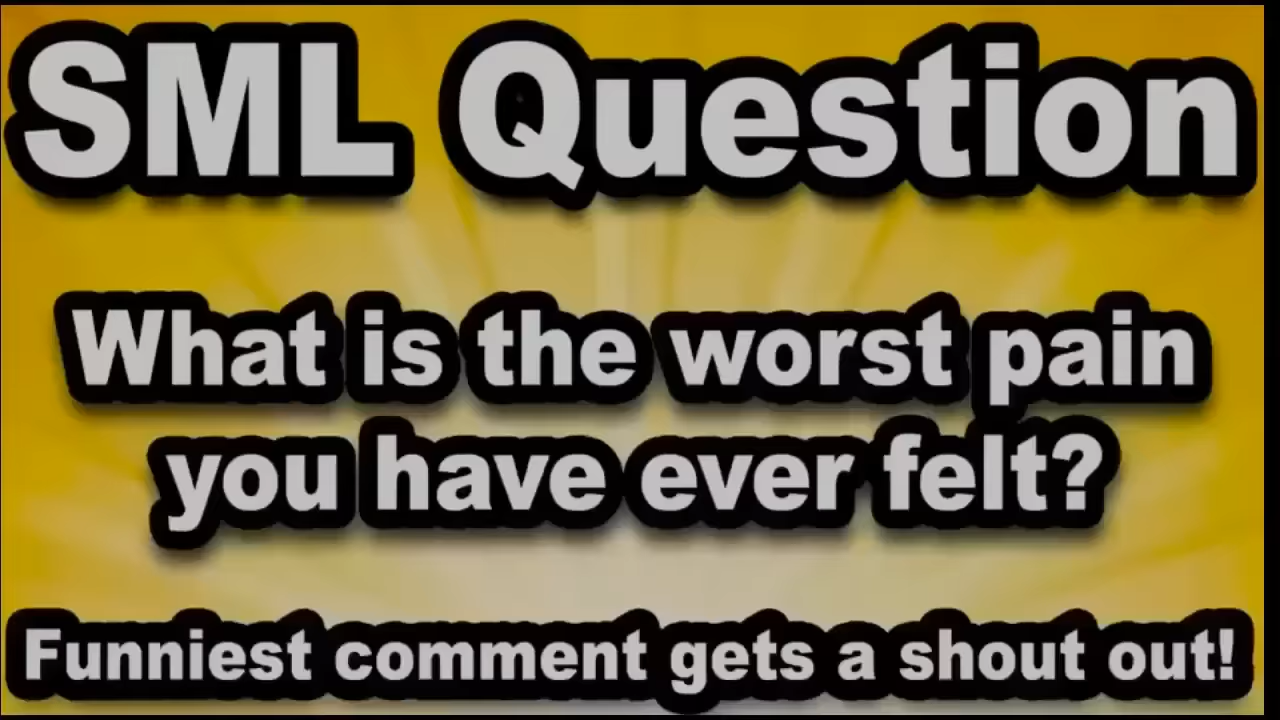 SML Question
What is the worst pain
you have ever felt?
Funniest comment gets a shout out!